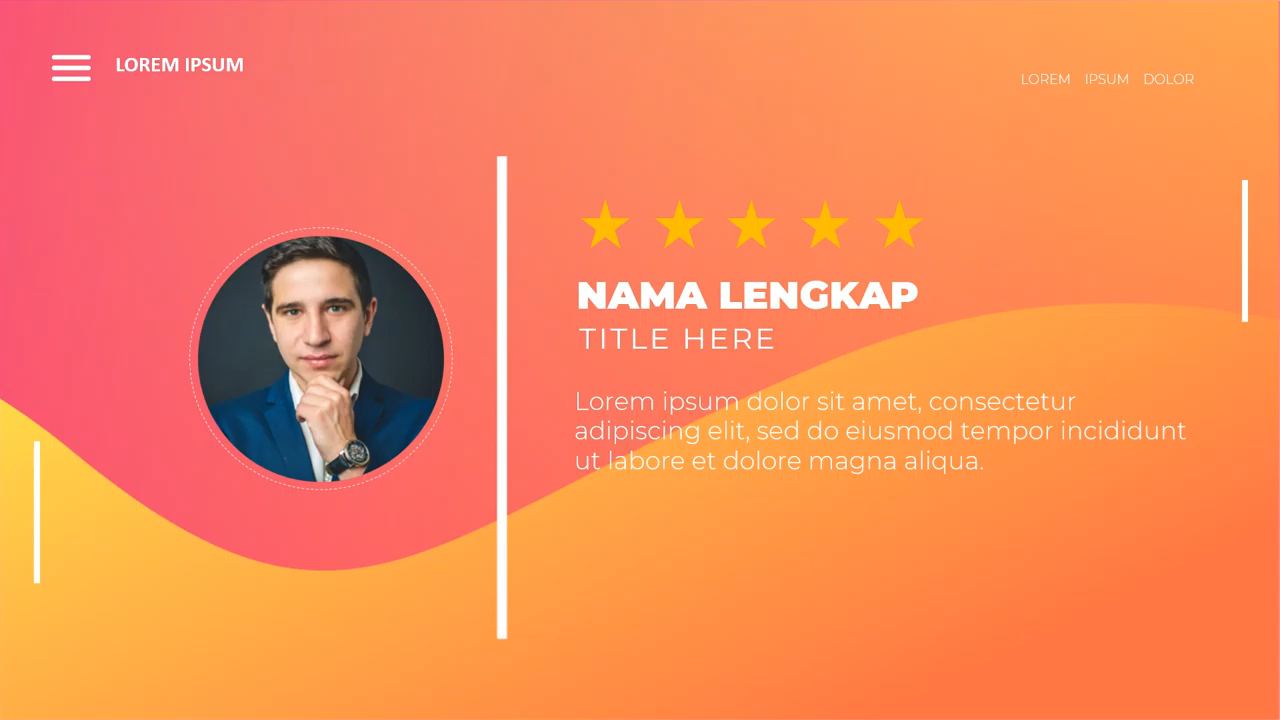 LOREM IPSUM
LOREM IPSUM DOLOR
NAMA LENGKAP
TITLE HERE
Lorem ipsum dolor sit amet, consectetur
adipiscing elit, sed do eiusmod tempor incididunt
ut labore et dolore magna aliqua.